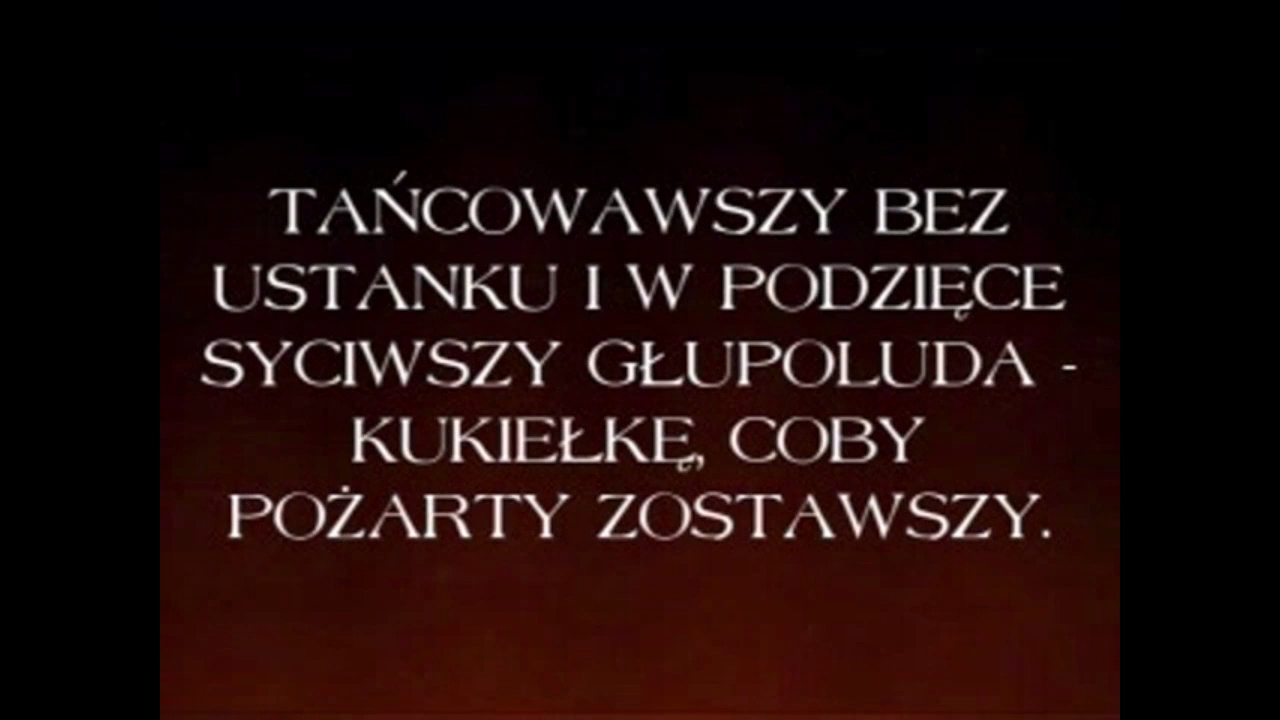 TAŃCOWAWSZY BEZ
USTANKU I W PODZIĘCE
SYCIWSZY GŁUPOLUDA -
KUKIEŁKĘ, COBY
POŻARTY ZOSTAWSZY.